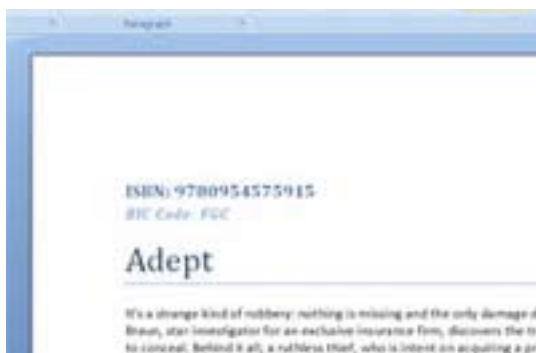 Paragraph
ISBN: 9780954575915
BIC Code: FGC
Adept
It's a strange kind of robbery: nothing is missing and the only damage d
Braun, star investigator for an exclusive insurance firm, discovers the tr
to conceal. Behind it all, a ruthless thief, who is intent on acquiring a pr